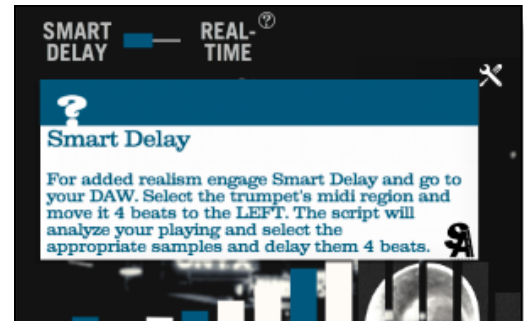 SMART REAL- ?
DELAY TIME
?
Smart Delay
For added realism engage Smart Delay and go to
your DAW. Select the trumpet's midi region and
move it 4 beats to the LEFT. The script will
analyze your playing and select the
appropriate samples and delay them 4 beats.
SA